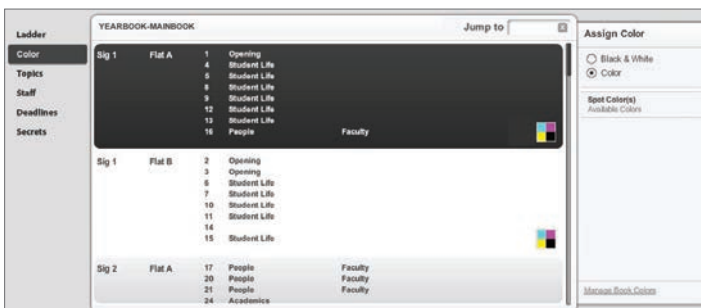 Ladder
Color
Topics
Staff
Deadlines
Secrets
YEARBOOK-MAINBOOK
Jump to
Sig 1 Flat A 1 Opening
4 Student Life
5 Student Life
8 Student Life
9 Student Life
12 Student Life
13 Student Life
16 People Faculty
Sig 1 Flat B 2 Opening
3 Opening
6 Student Life
7 Student Life
10 Student Life
11 Student Life
14
15 Student Life
Sig 2 Flat A 17 People Faculty
20 People Faculty
21 People Faculty
24 Academics
Assign Color
Black & White
Color
Spot Color(s)
Available Colors
Manage Book Colors